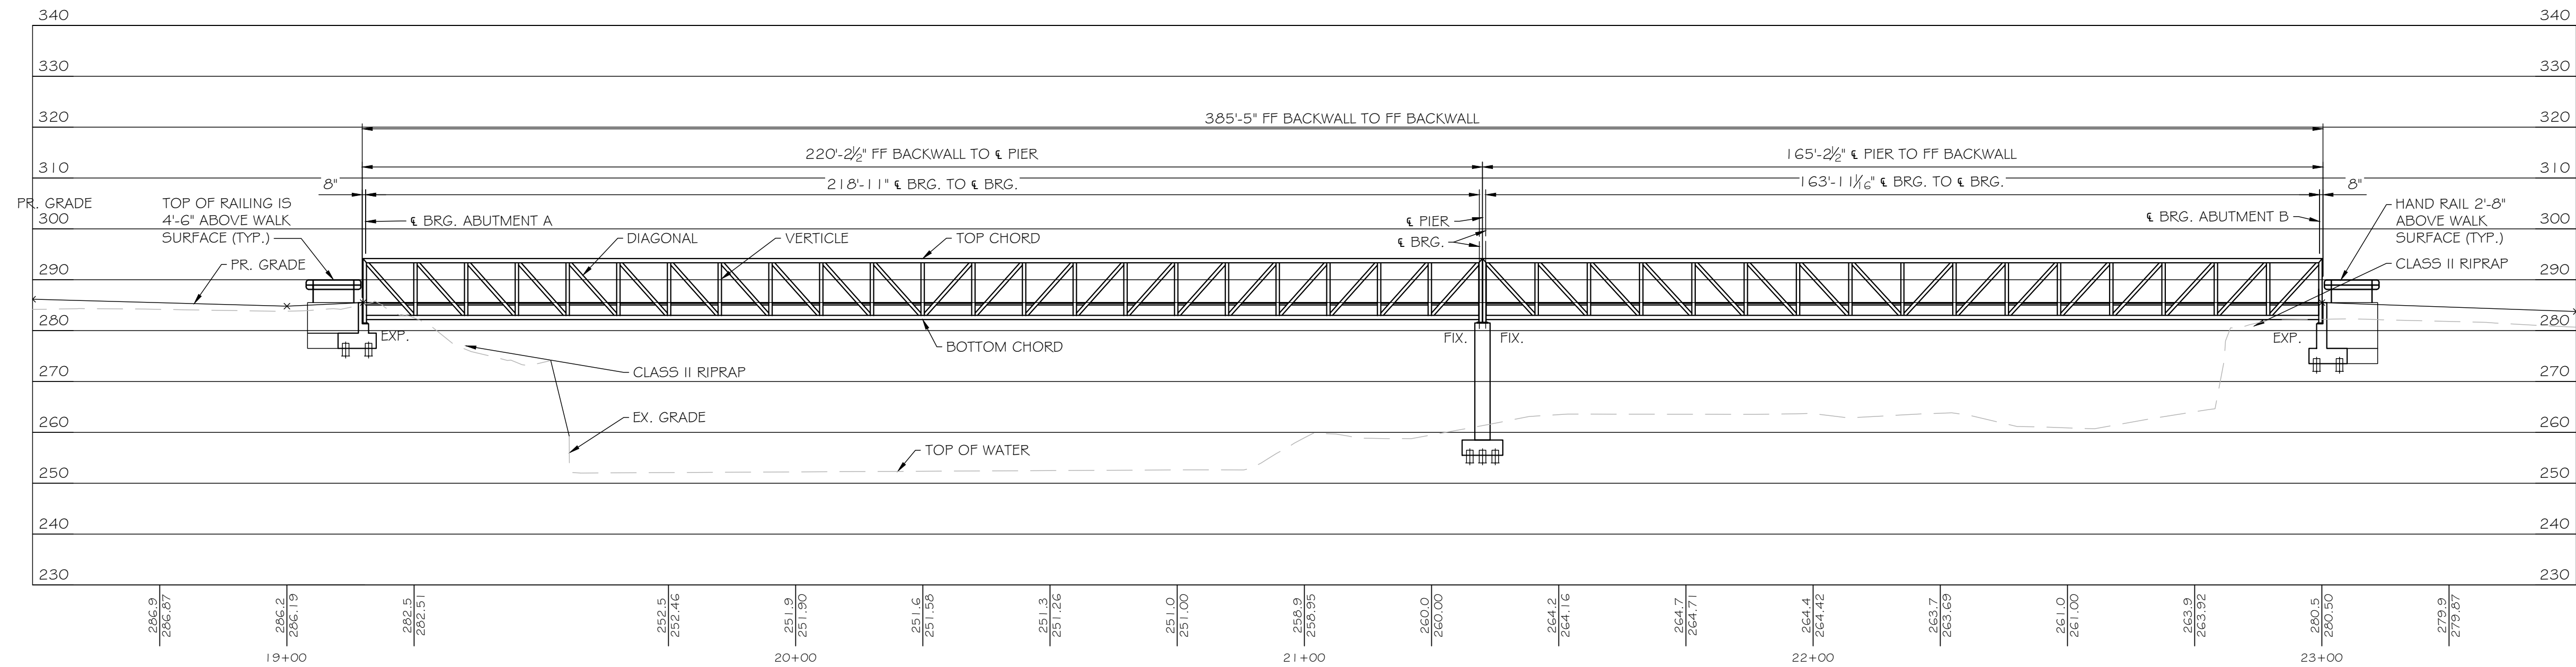 340 340
330 330
320 320
385'-5" FF BACKWALL TO FF BACKWALL
310 310
220'-2½" FF BACKWALL TO ℄ PIER
165'-2½" ℄ PIER TO FF BACKWALL
8"
218'-11" ℄ BRG. TO ℄ BRG.
163'-11⁄16" ℄ BRG. TO ℄ BRG.
8"
PR. GRADE
300 300
TOP OF RAILING IS
4'-6" ABOVE WALK
SURFACE (TYP.)
℄ BRG. ABUTMENT A
℄ PIER
℄ BRG.
℄ BRG. ABUTMENT B
HAND RAIL 2'-8"
ABOVE WALK
SURFACE (TYP.)
DIAGONAL
VERTICLE
TOP CHORD
PR. GRADE
CLASS II RIPRAP
290 290
280 280
EXP.
BOTTOM CHORD
FIX.
FIX.
EXP.
CLASS II RIPRAP
270 270
EX. GRADE
260 260
TOP OF WATER
250 250
240 240
230 230
286.9
286.87
286.2
286.19
282.5
282.51
252.5
252.46
251.9
251.90
251.6
251.58
251.3
251.26
251.0
251.00
258.9
258.95
260.0
260.00
264.2
264.16
264.7
264.71
264.4
264.42
263.7
263.69
261.0
261.00
263.9
263.92
280.5
280.50
279.9
279.87
19+00
20+00
21+00
22+00
23+00